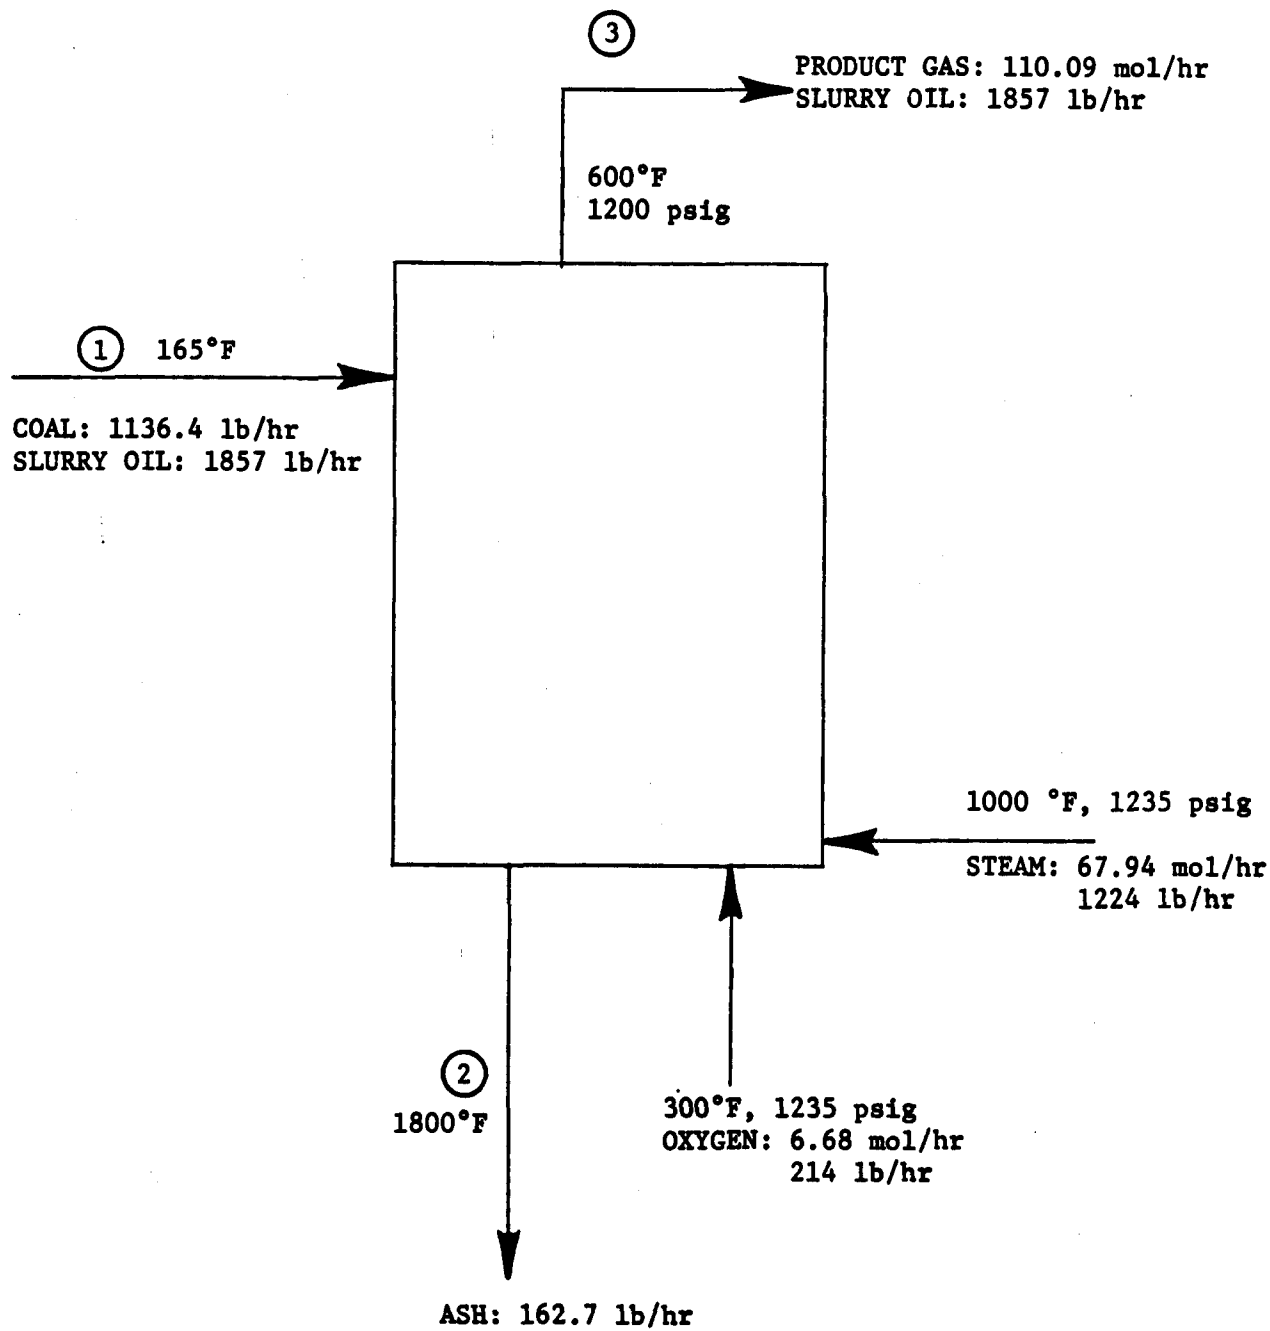 3
PRODUCT GAS: 110.09 mol/hr
SLURRY OIL: 1857 lb/hr
600°F
1200 psig
1 165°F
COAL: 1136.4 lb/hr
SLURRY OIL: 1857 lb/hr
1000 °F, 1235 psig
STEAM: 67.94 mol/hr
1224 lb/hr
2
1800°F
300°F, 1235 psig
OXYGEN: 6.68 mol/hr
214 lb/hr
ASH: 162.7 lb/hr